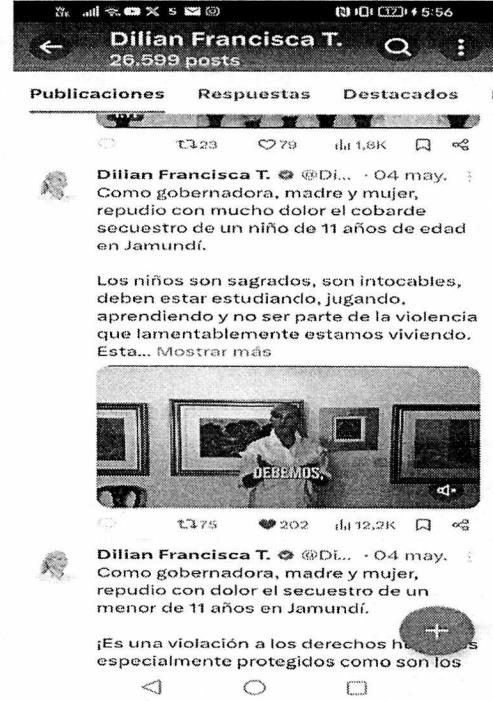 5:56
Dilian Francisca T.
26.599 posts
Publicaciones Respuestas Destacados
23 79 1,8K
Dilian Francisca T. @Di... · 04 may.
Como gobernadora, madre y mujer,
repudio con mucho dolor el cobarde
secuestro de un niño de 11 años de edad
en Jamundí.
Los niños son sagrados, son intocables,
deben estar estudiando, jugando,
aprendiendo y no ser parte de la violencia
que lamentablemente estamos viviendo.
Esta... Mostrar más
DEBEMOS,
75 202 12,2K
Dilian Francisca T. @Di... · 04 may.
Como gobernadora, madre y mujer,
repudio con dolor el secuestro de un
menor de 11 años en Jamundí.
¡Es una violación a los derechos
especialmente protegidos como son los